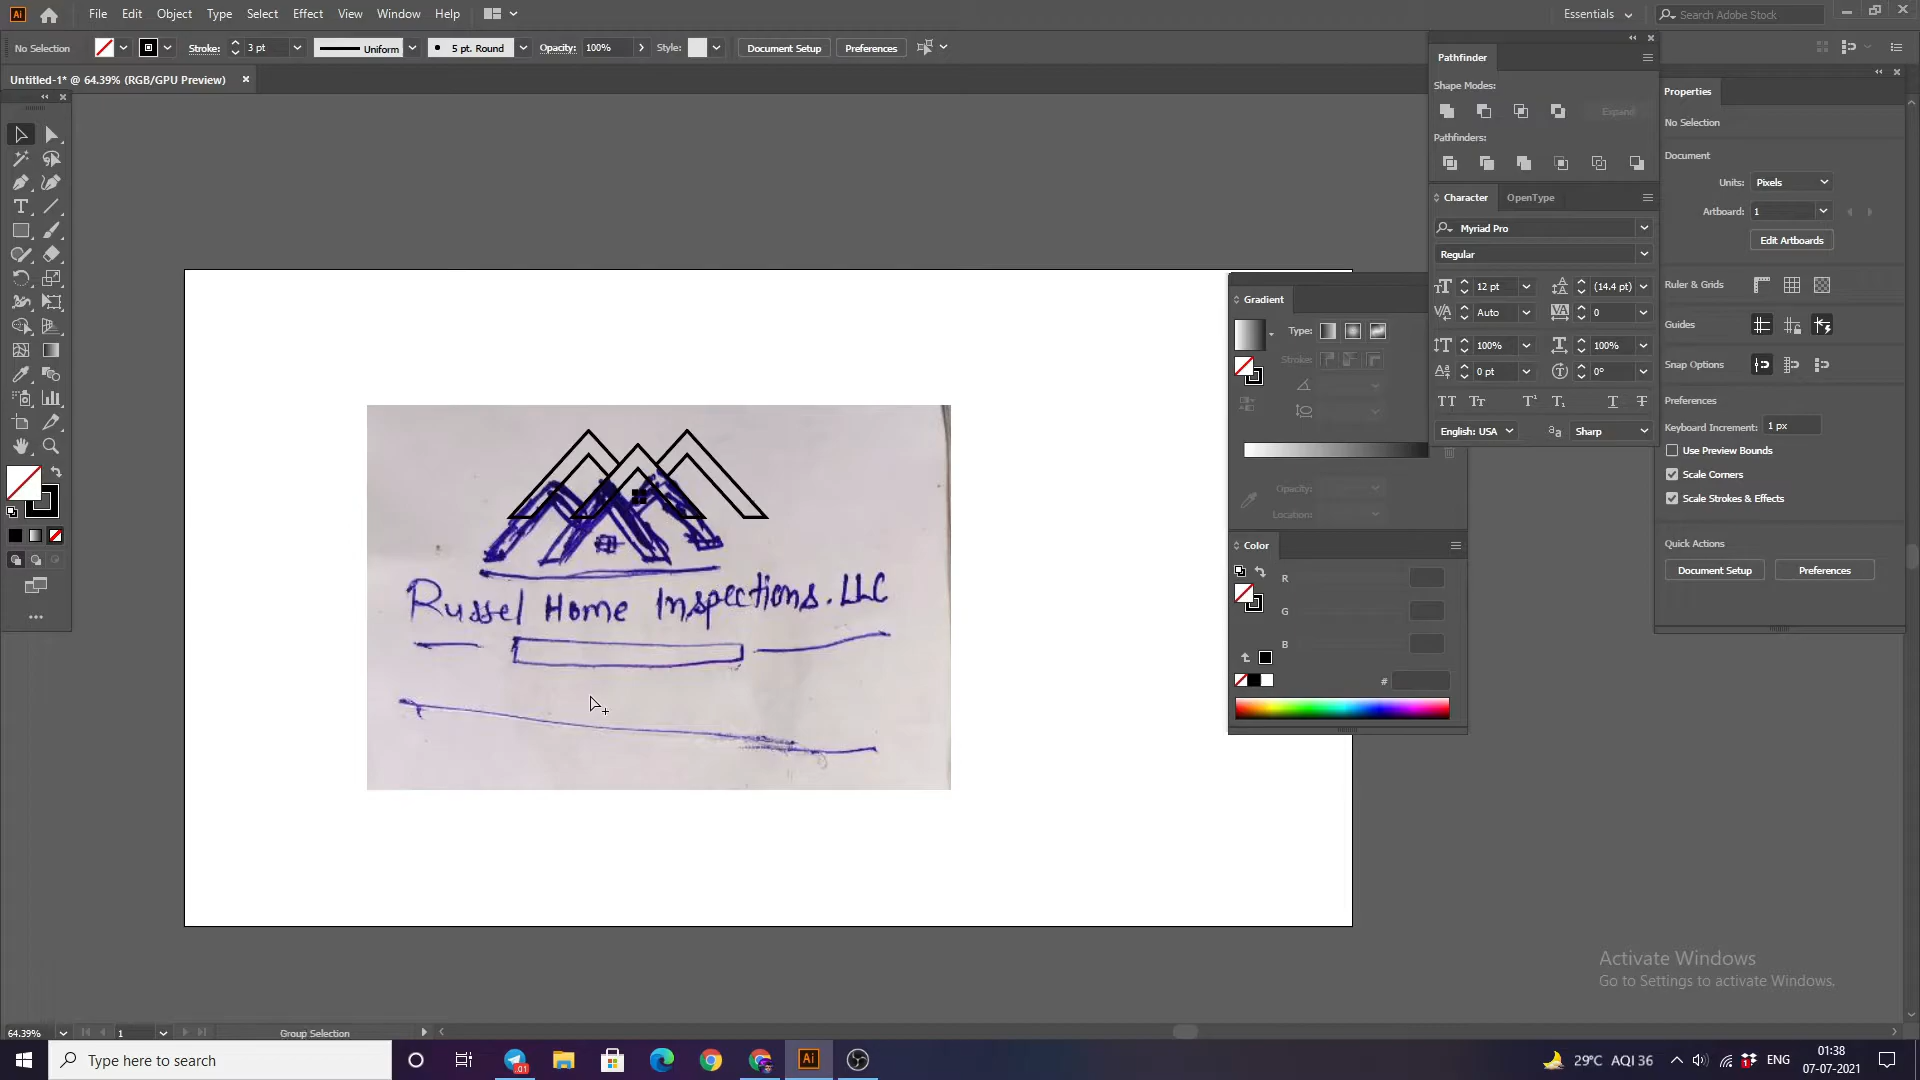 File Edit Object Type Select Effect View Window Help
Essentials
Search Adobe Stock
No Selection
Stroke: 3 pt
Uniform
5 pt. Round
Opacity: 100%
Style:
Document Setup
Preferences
Untitled-1* @ 64.39% (RGB/GPU Preview)
Russel Home Inspections. LLC
Gradient
Type:
Stroke:
Opacity:
Location:
Color
R
G
B
#
Pathfinder
Shape Modes:
Expand
Pathfinders:
Character OpenType
Myriad Pro
Regular
12 pt (14.4 pt)
Auto 0
100% 100%
0 pt 0°
English: USA Sharp
Properties
No Selection
Document
Units: Pixels
Artboard: 1
Edit Artboards
Ruler & Grids
Guides
Snap Options
Preferences
Keyboard Increment: 1 px
Use Preview Bounds
Scale Corners
Scale Strokes & Effects
Quick Actions
Document Setup Preferences
Activate Windows
Go to Settings to activate Windows.
64.39% 1 Group Selection
Type here to search
29°C AQI 36
ENG
01:38
07-07-2021